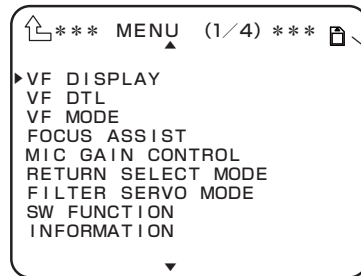 *** MENU (1/4) ***
VF DISPLAY
VF DTL
VF MODE
FOCUS ASSIST
MIC GAIN CONTROL
RETURN SELECT MODE
FILTER SERVO MODE
SW FUNCTION
INFORMATION